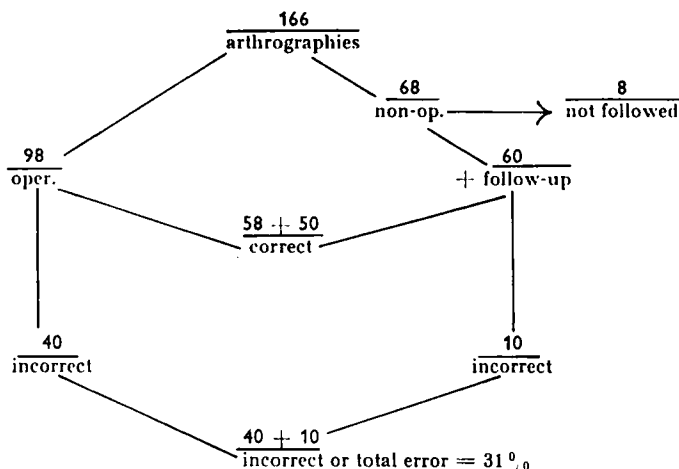 166
arthrographies
68
non-op.
8
not followed
98
oper.
60
+ follow-up
58 + 50
correct
40
incorrect
10
incorrect
40 + 10
incorrect or total error = 31%